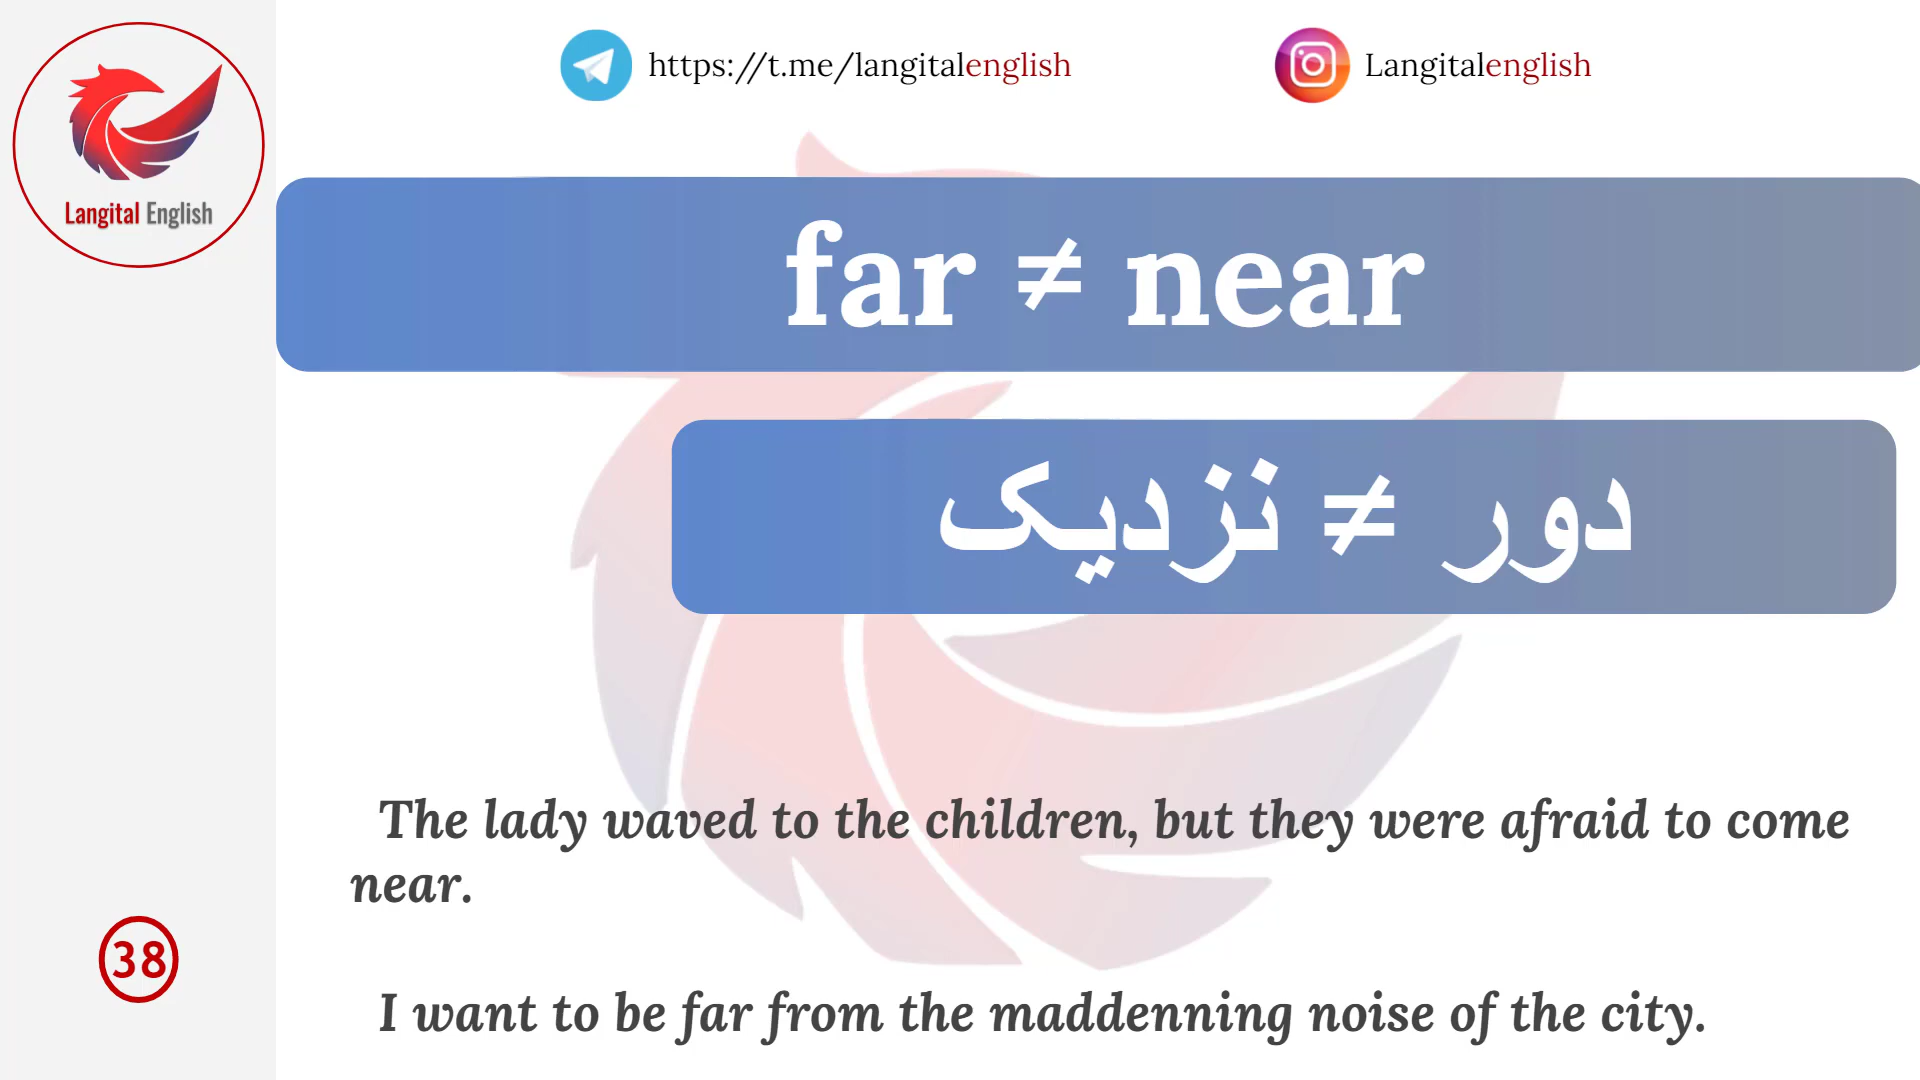 Langital English
https://t.me/langitalenglish
Langitalenglish
far ≠ near
دور ≠ نزدیک
The lady waved to the children, but they were afraid to come
near.
38
I want to be far from the maddenning noise of the city.